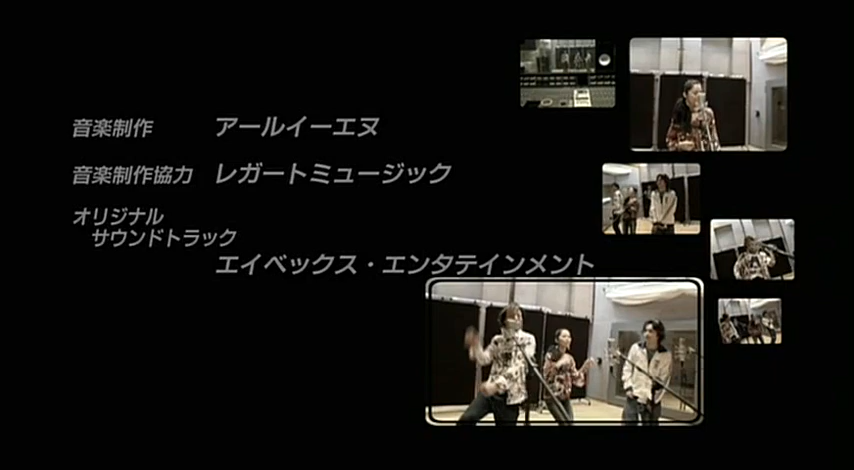 音楽制作 アールイーエヌ
音楽制作協力 レガートミュージック
オリジナル
サウンドトラック
エイベックス・エンタテインメント